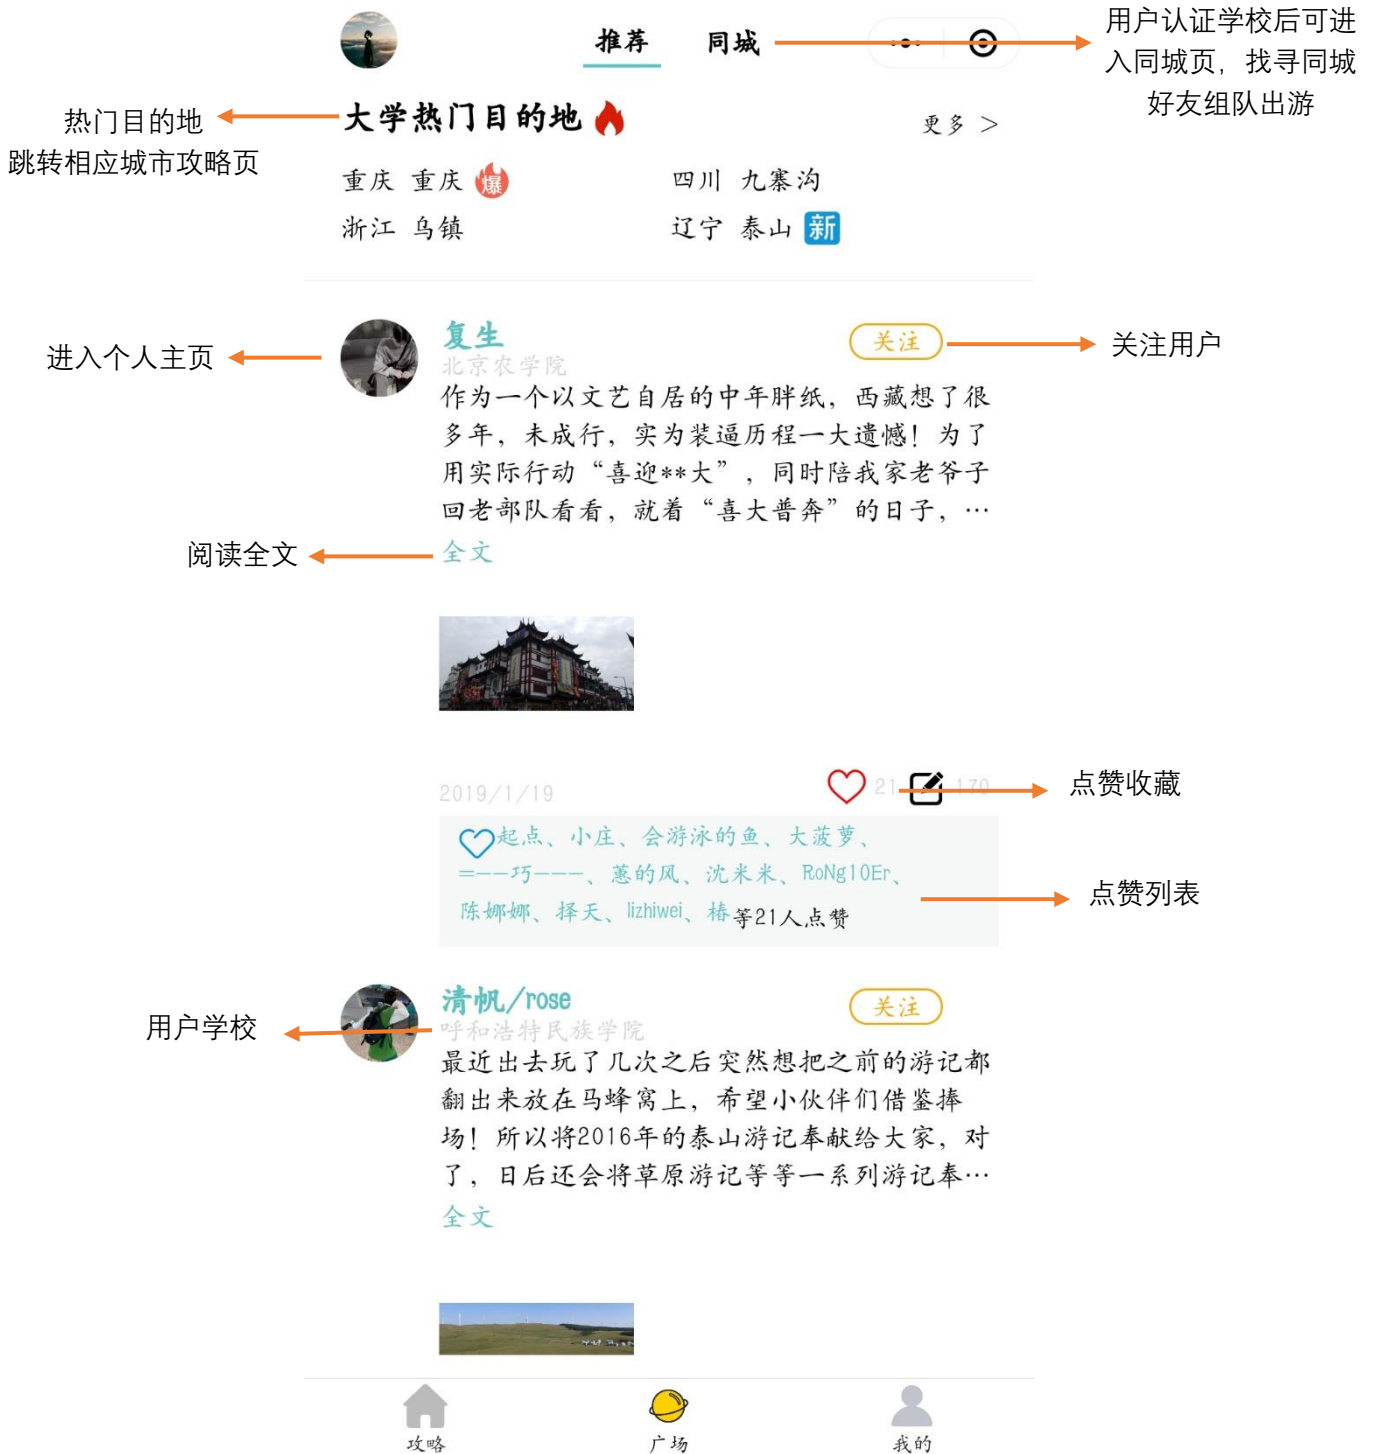 推荐 同城
用户认证学校后可进
入同城页，找寻同城
好友组队出游
热门目的地
跳转相应城市攻略页
大学热门目的地
更多 >
重庆 重庆 爆
四川 九寨沟
浙江 乌镇
辽宁 泰山 新
进入个人主页
复生
关注
关注用户
北京农学院
作为一个以文艺自居的中年胖纸，西藏想了很
多年，未成行，实为装逼历程一大遗憾！为了
用实际行动“喜迎**大”，同时陪我家老爷子
回老部队看看，就着“喜大普奔”的日子，…
阅读全文
全文
2019/1/19
21 170
点赞收藏
起点、小庄、会游泳的鱼、大菠萝、
=——巧———、蕙的风、沈米米、RoNg10Er、
陈娜娜、择天、lizhiwei、椿等21人点赞
点赞列表
清帆/rose
关注
用户学校
呼和浩特民族学院
最近出去玩了几次之后突然想把之前的游记都
翻出来放在马蜂窝上，希望小伙伴们借鉴捧
场！所以将2016年的泰山游记奉献给大家，对
了，日后还会将草原游记等等一系列游记奉…
全文
攻略 广场 我的